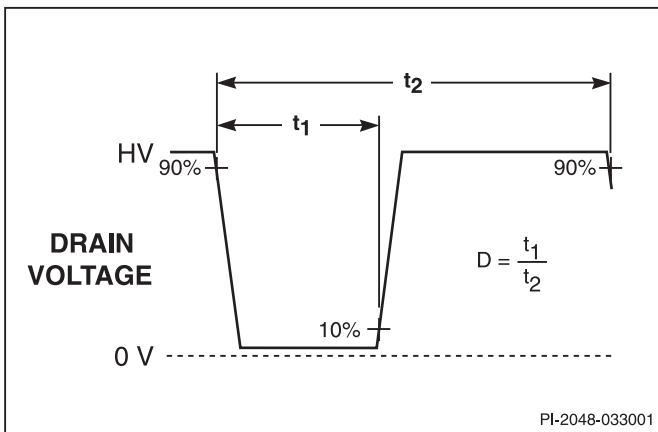 t2
t1
HV
90%
90%
DRAIN
VOLTAGE
D = t1
t2
10%
0 V
PI-2048-033001